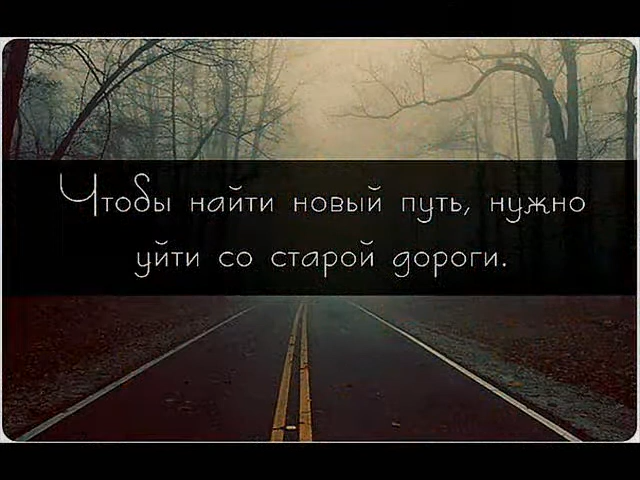 Чтобы найти новый путь, нужно
уйти со старой дороги.